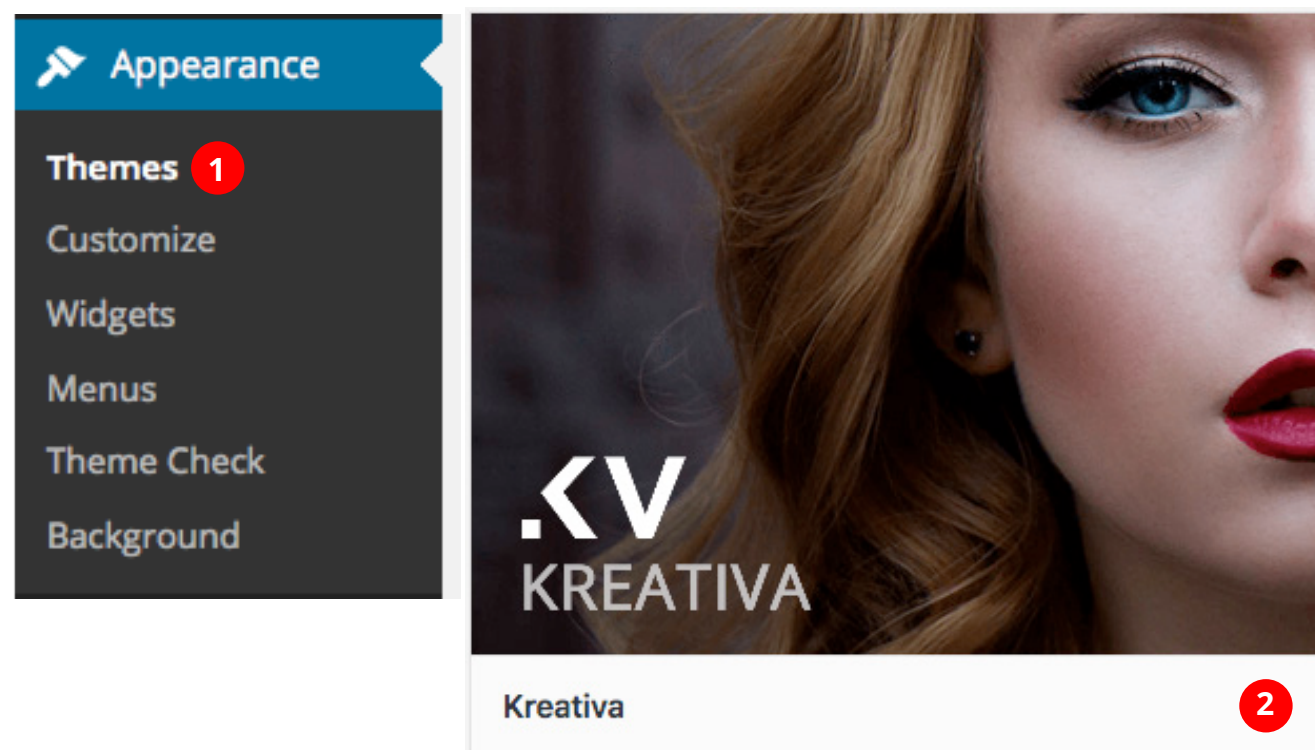 Appearance
Themes 1
Customize
Widgets
Menus
Theme Check
Background
.KV
KREATIVA
Kreativa 2